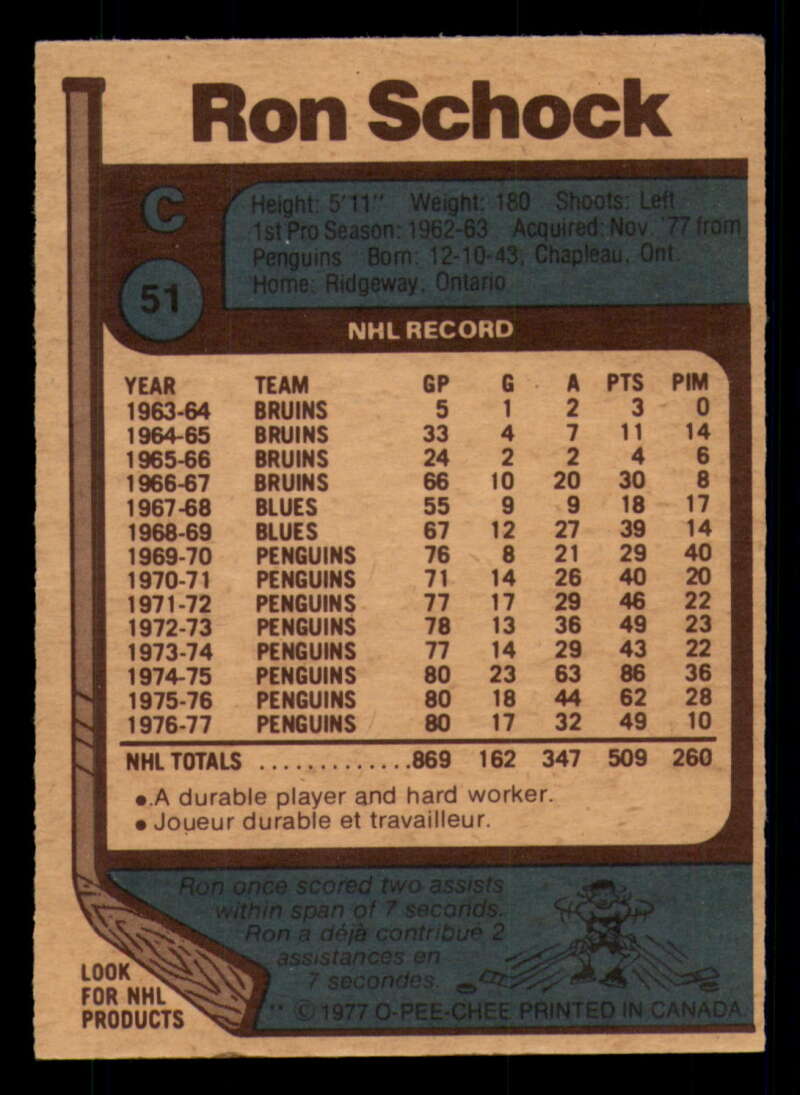 Ron Schock
C
Height: 5'11" Weight: 180 Shoots: Left
1st Pro Season: 1962-63 Acquired: Nov. '77 from
Penguins Born: 12-10-43, Chapleau, Ont.
Home: Ridgeway, Ontario
51
NHL RECORD
YEAR TEAM GP G A PTS PIM
1963-64 BRUINS 5 1 2 3 0
1964-65 BRUINS 33 4 7 11 14
1965-66 BRUINS 24 2 2 4 6
1966-67 BRUINS 66 10 20 30 8
1967-68 BLUES 55 9 9 18 17
1968-69 BLUES 67 12 27 39 14
1969-70 PENGUINS 76 8 21 29 40
1970-71 PENGUINS 71 14 26 40 20
1971-72 PENGUINS 77 17 29 46 22
1972-73 PENGUINS 78 13 36 49 23
1973-74 PENGUINS 77 14 29 43 22
1974-75 PENGUINS 80 23 63 86 36
1975-76 PENGUINS 80 18 44 62 28
1976-77 PENGUINS 80 17 32 49 10
NHL TOTALS .............869 162 347 509 260
•.A durable player and hard worker.
• Joueur durable et travailleur.
Ron once scored two assists
within span of 7 seconds.
Ron a déjà contribué 2
assistances en
7 secondes.
LOOK
FOR NHL
PRODUCTS
** © 1977 O-PEE-CHEE PRINTED IN CANADA